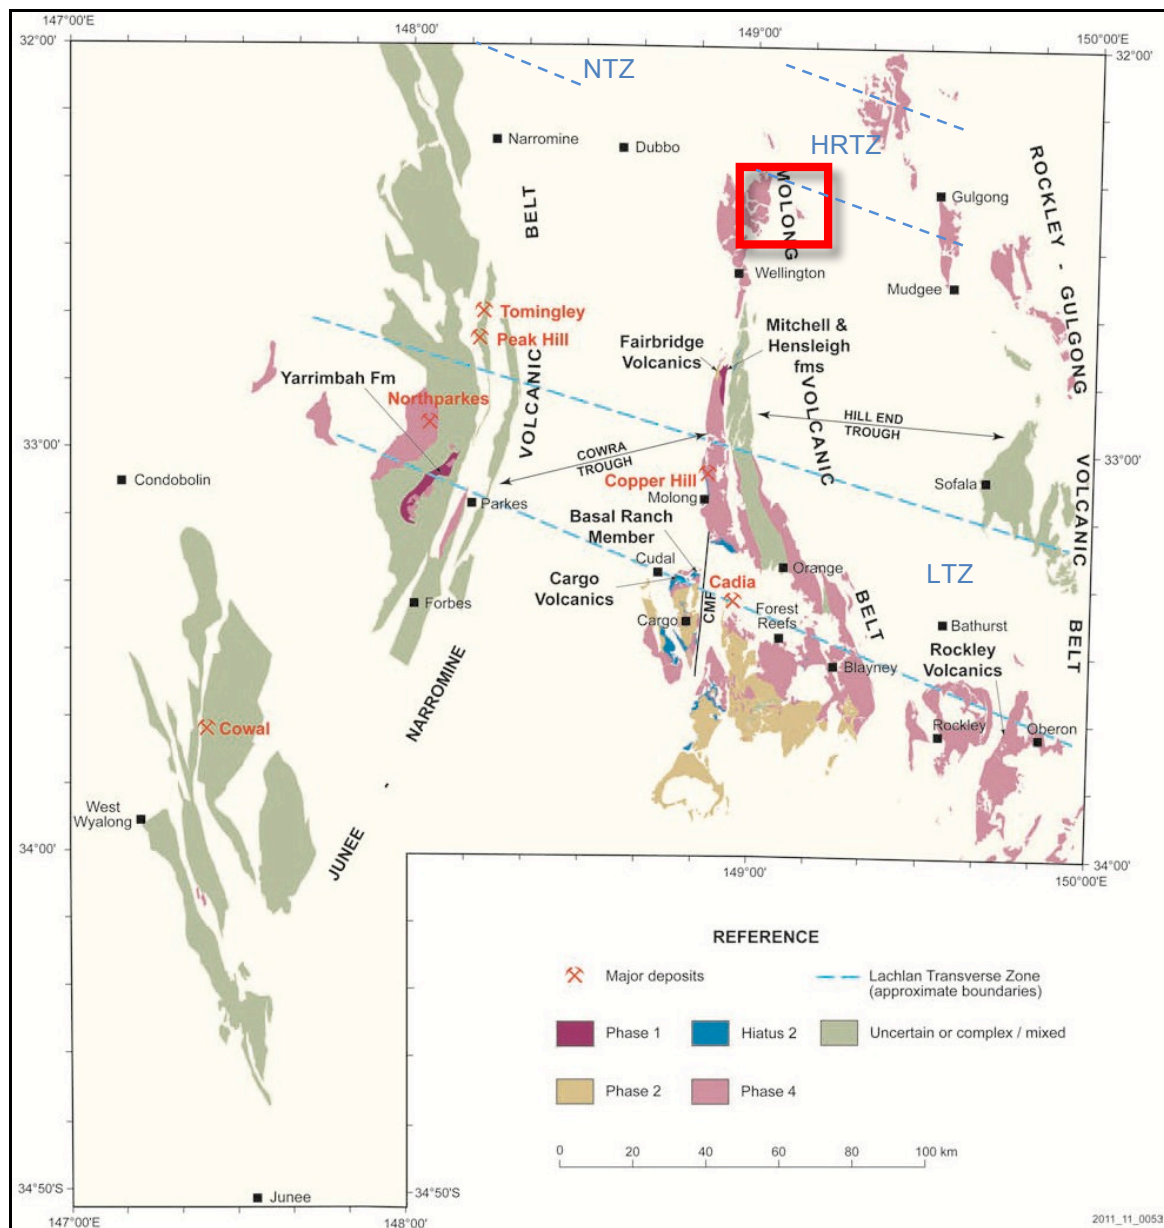 147°00'E
148°00'
149°00'
150°00'E
32°00'
32°00'
NTZ
HRTZ
Narromine
Dubbo
BELT
MOLONG
ROCKLEY - GULGONG
Gulgong
Wellington
Mudgee
Tomingley
Peak Hill
Fairbridge
Volcanics
Mitchell &
Hensleigh
fms
Yarrimbah Fm
Northparkes
VOLCANIC
VOLCANIC
HILL END
TROUGH
33°00'
33°00'
COWRA
TROUGH
Condobolin
Copper Hill
Molong
Sofala
Parkes
Basal Ranch
Member
VOLCANIC
Cudal
Orange
LTZ
Cargo
Volcanics
Cadia
Forbes
CMF
Forest
Reefs
BELT
Cargo
Bathurst
BELT
Rockley
Volcanics
Blayney
NARROMINE
Cowal
Rockley
Oberon
West
Wyalong
JUNEE
34°00'
34°00'
149°00'
150°00'E
REFERENCE
Major deposits
Lachlan Transverse Zone
(approximate boundaries)
Phase 1
Hiatus 2
Uncertain or complex / mixed
Phase 2
Phase 4
0 20 40 60 80 100 km
34°50'S
34°50'S
Junee
147°00'E
148°00'
2011_11_0053